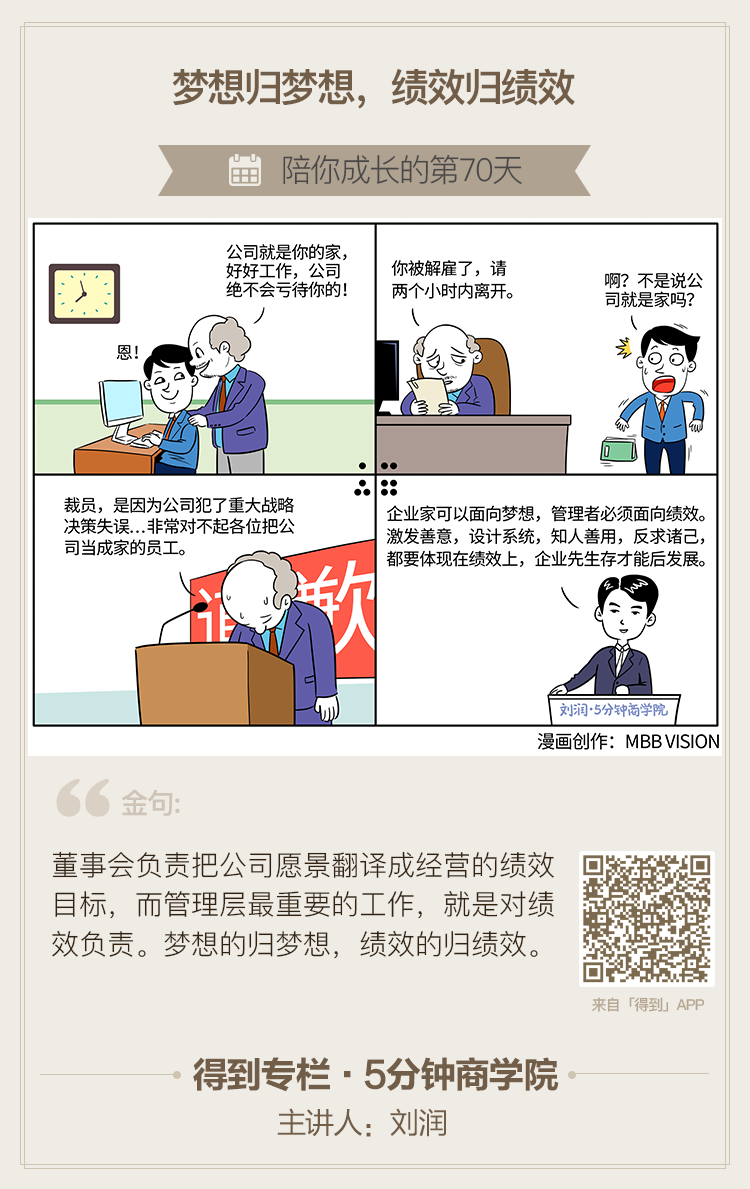 梦想归梦想，绩效归绩效
陪你成长的第70天
公司就是你的家，
好好工作，公司
绝不会亏待你的！
恩！
你被解雇了，请
两个小时内离开。
啊？不是说公
司就是家吗？
裁员，是因为公司犯了重大战略
决策失误...非常对不起各位把公
司当成家的员工。
道歉
企业家可以面向梦想，管理者必须面向绩效。
激发善意，设计系统，知人善用，反求诸己，
都要体现在绩效上，企业先生存才能后发展。
刘润·5分钟商学院
漫画创作：MBB VISION
金句:
董事会负责把公司愿景翻译成经营的绩效
目标，而管理层最重要的工作，就是对绩
效负责。梦想的归梦想，绩效的归绩效。
来自「得到」APP
得到专栏·5分钟商学院
主讲人：刘润